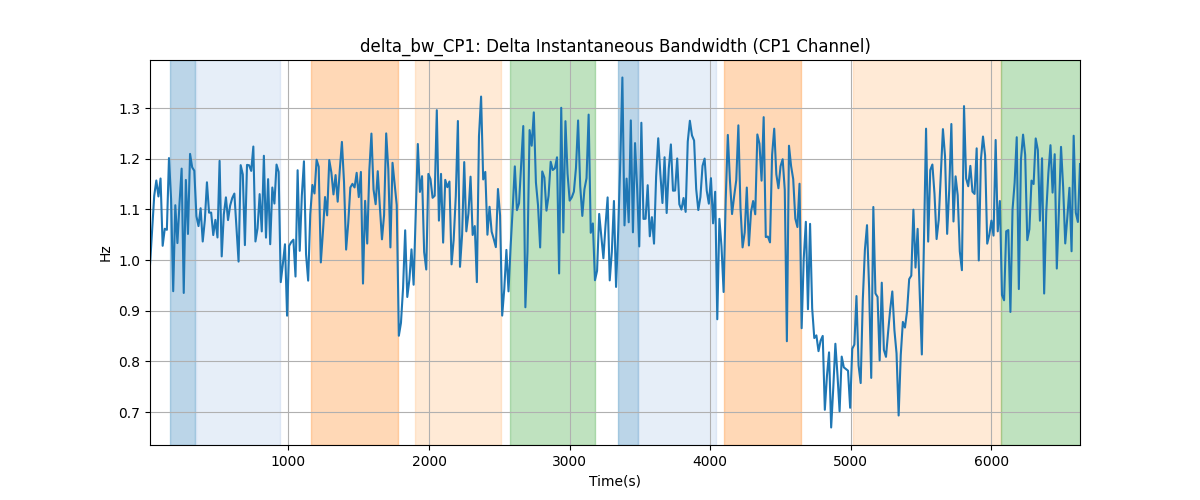 delta_bw_CP1: Delta Instantaneous Bandwidth (CP1 Channel)
1.3
1.2
1.1
1.0
0.9
0.8
0.7
Hz
1000 2000 3000 4000 5000 6000
Time(s)